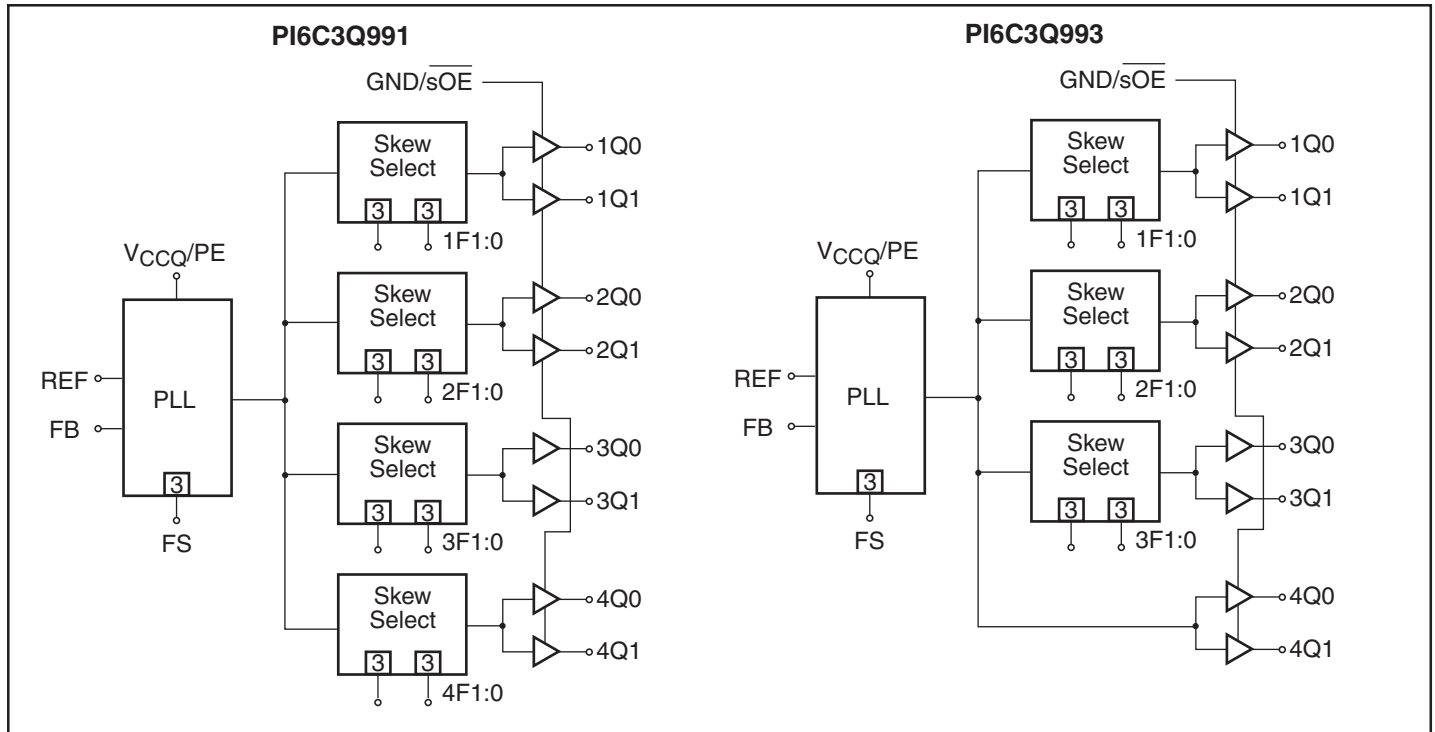 PI6C3Q991
GND/sOE
Skew
Select
3 3
1F1:0
1Q0
1Q1
VCCQ/PE
Skew
Select
3 3
2F1:0
2Q0
2Q1
REF
FB
PLL
3
FS
Skew
Select
3 3
3F1:0
3Q0
3Q1
Skew
Select
3 3
4F1:0
4Q0
4Q1
PI6C3Q993
GND/sOE
Skew
Select
3 3
1F1:0
1Q0
1Q1
VCCQ/PE
Skew
Select
3 3
2F1:0
2Q0
2Q1
REF
FB
PLL
3
FS
Skew
Select
3 3
3F1:0
3Q0
3Q1
4Q0
4Q1